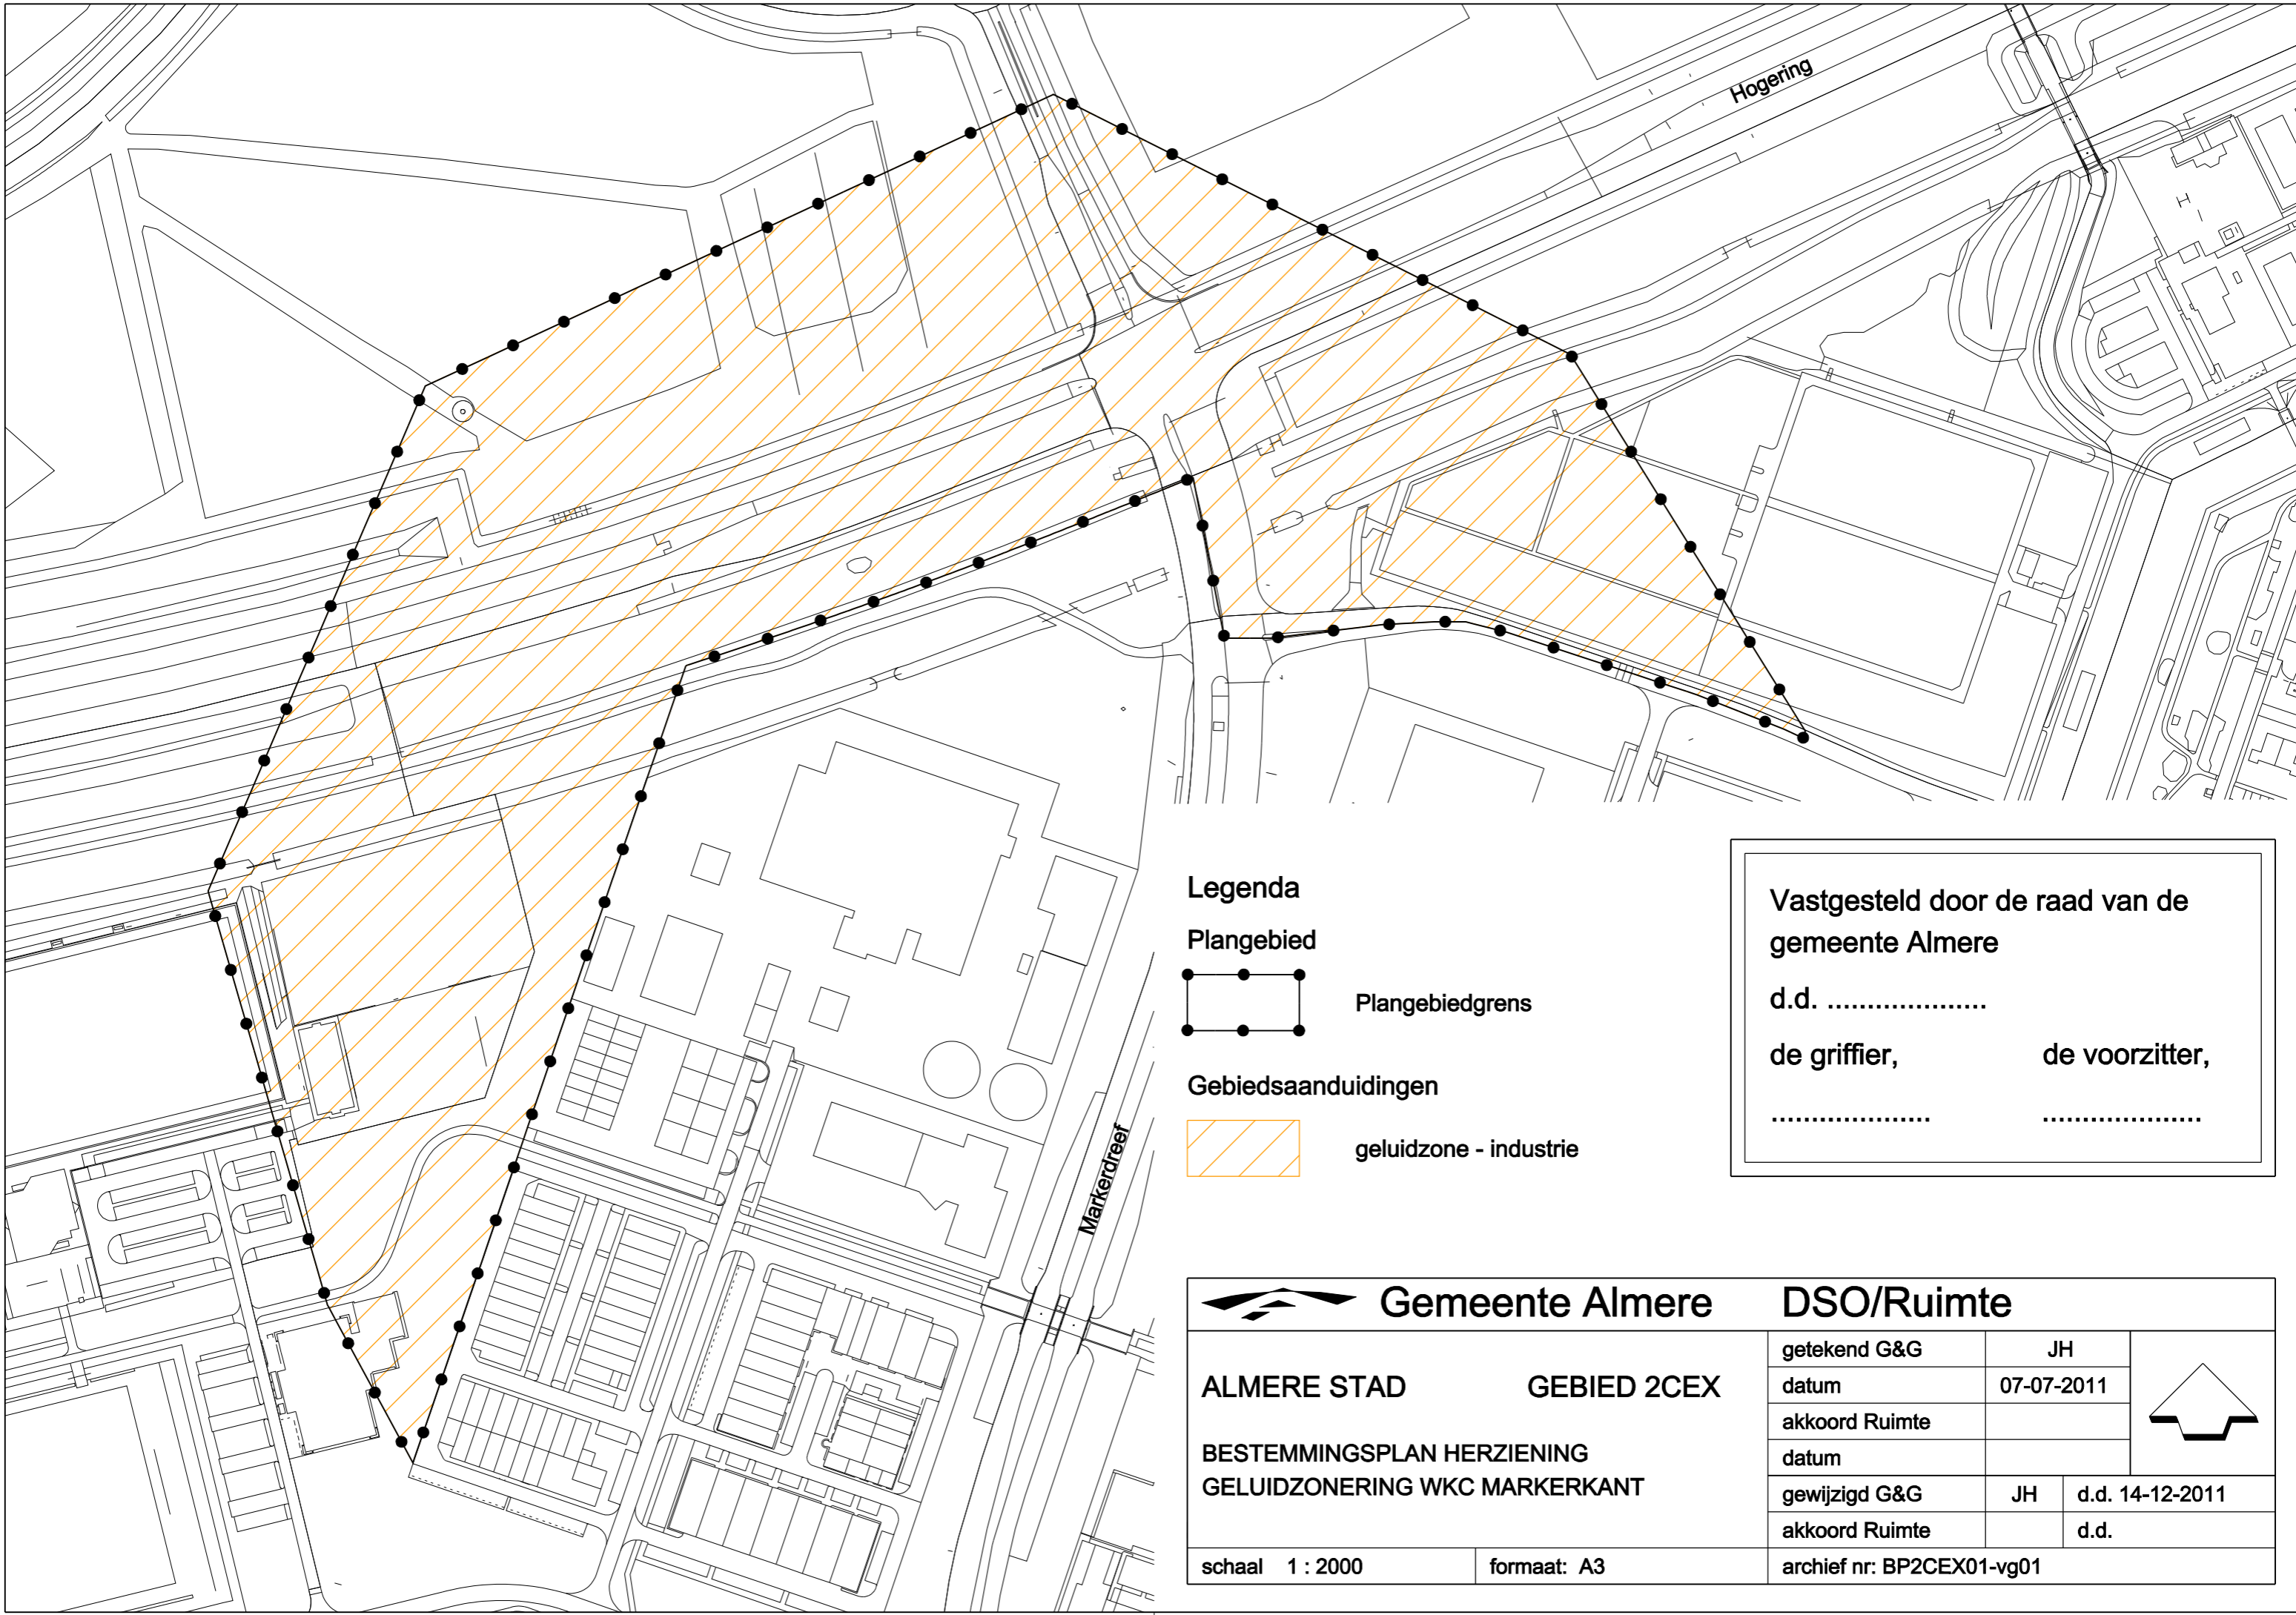 Hogering
Markerdreef
Legenda
Plangebied
Plangebiedgrens
Gebiedsaanduidingen
geluidzone - industrie
Vastgesteld door de raad van de
gemeente Almere
d.d. ....................
de griffier, de voorzitter,
.................... ....................
Gemeente Almere DSO/Ruimte
ALMERE STAD GEBIED 2CEX
BESTEMMINGSPLAN HERZIENING
GELUIDZONERING WKC MARKERKANT
getekend G&G JH
datum 07-07-2011
akkoord Ruimte
datum
gewijzigd G&G JH d.d. 14-12-2011
akkoord Ruimte d.d.
schaal 1 : 2000 formaat: A3 archief nr: BP2CEX01-vg01